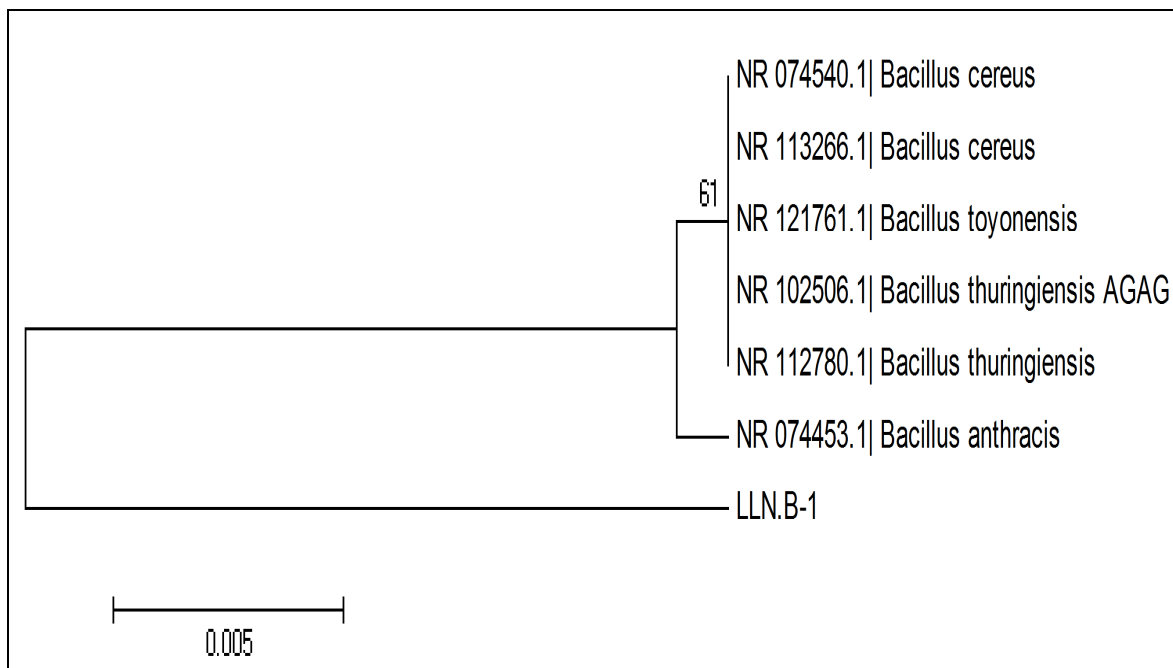 NR 074540.1| Bacillus cereus
NR 113266.1| Bacillus cereus
61
NR 121761.1| Bacillus toyonensis
NR 102506.1| Bacillus thuringiensis AGAG
NR 112780.1| Bacillus thuringiensis
NR 074453.1| Bacillus anthracis
LLN.B-1
0.005